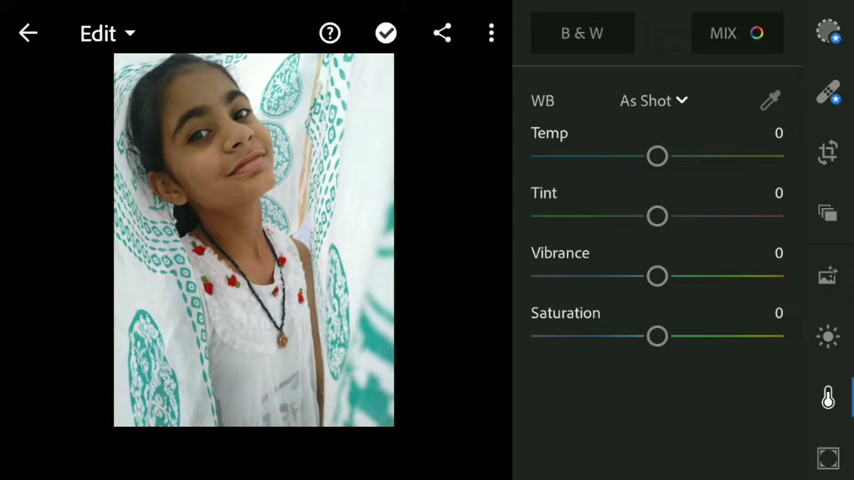 Edit
B & W
MIX
WB
As Shot
Temp
0
Tint
0
Vibrance
0
Saturation
0